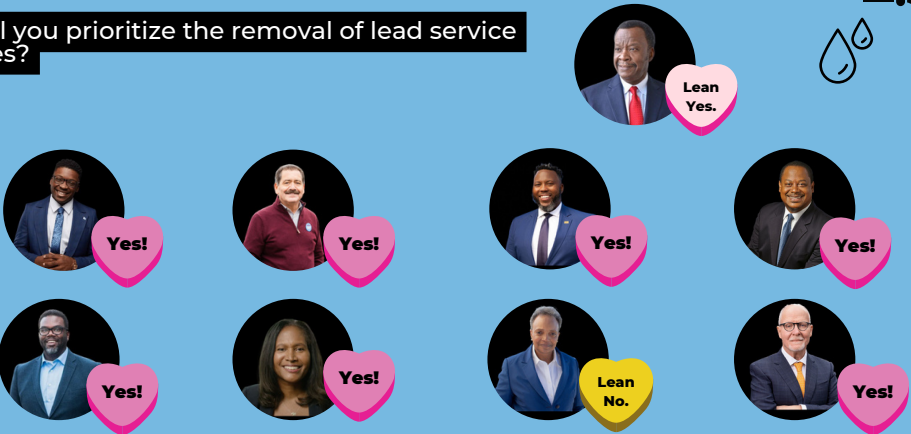 l you prioritize the removal of lead service
es?
Lean
Yes.
Yes!
Yes!
Yes!
Yes!
Yes!
Yes!
Lean
No.
Yes!